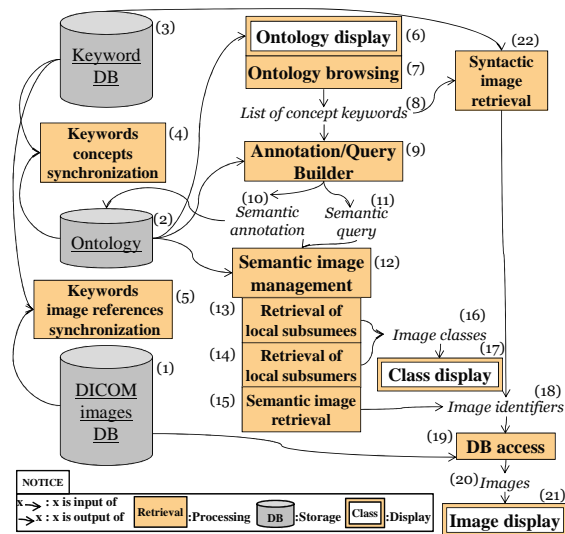 (3)
Keyword
DB
Ontology display
(6)
Ontology browsing
(7)
(22)
Syntactic
image
retrieval
List of concept keywords
(8)
Keywords
concepts
synchronization
(4)
Annotation/Query
Builder
(9)
(10)
(11)
Semantic
annotation
Semantic
query
(2)
Ontology
Semantic image
management
(12)
Keywords
image references
synchronization
(5)
(13)
Retrieval of
local subsumees
(14)
Retrieval of
local subsumers
(15)
Semantic image
retrieval
(16)
Image classes
(17)
Class display
(1)
DICOM
images
DB
(18)
Image identifiers
(19)
DB access
(20)
Images
(21)
Image display
NOTICE
x : x is input of
x : x is output of
Retrieval :Processing
DB :Storage
Class :Display